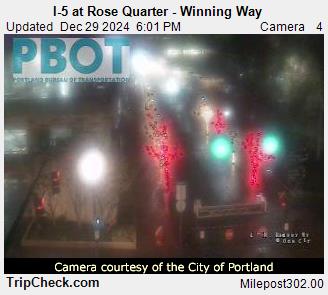 I-5 at Rose Quarter - Winning Way
Updated Dec 29 2024 6:01 PM Camera 4
PBOT
PORTLAND BUREAU OF TRANSPORTATION
Camera courtesy of the City of Portland
TripCheck.com Milepost302.00